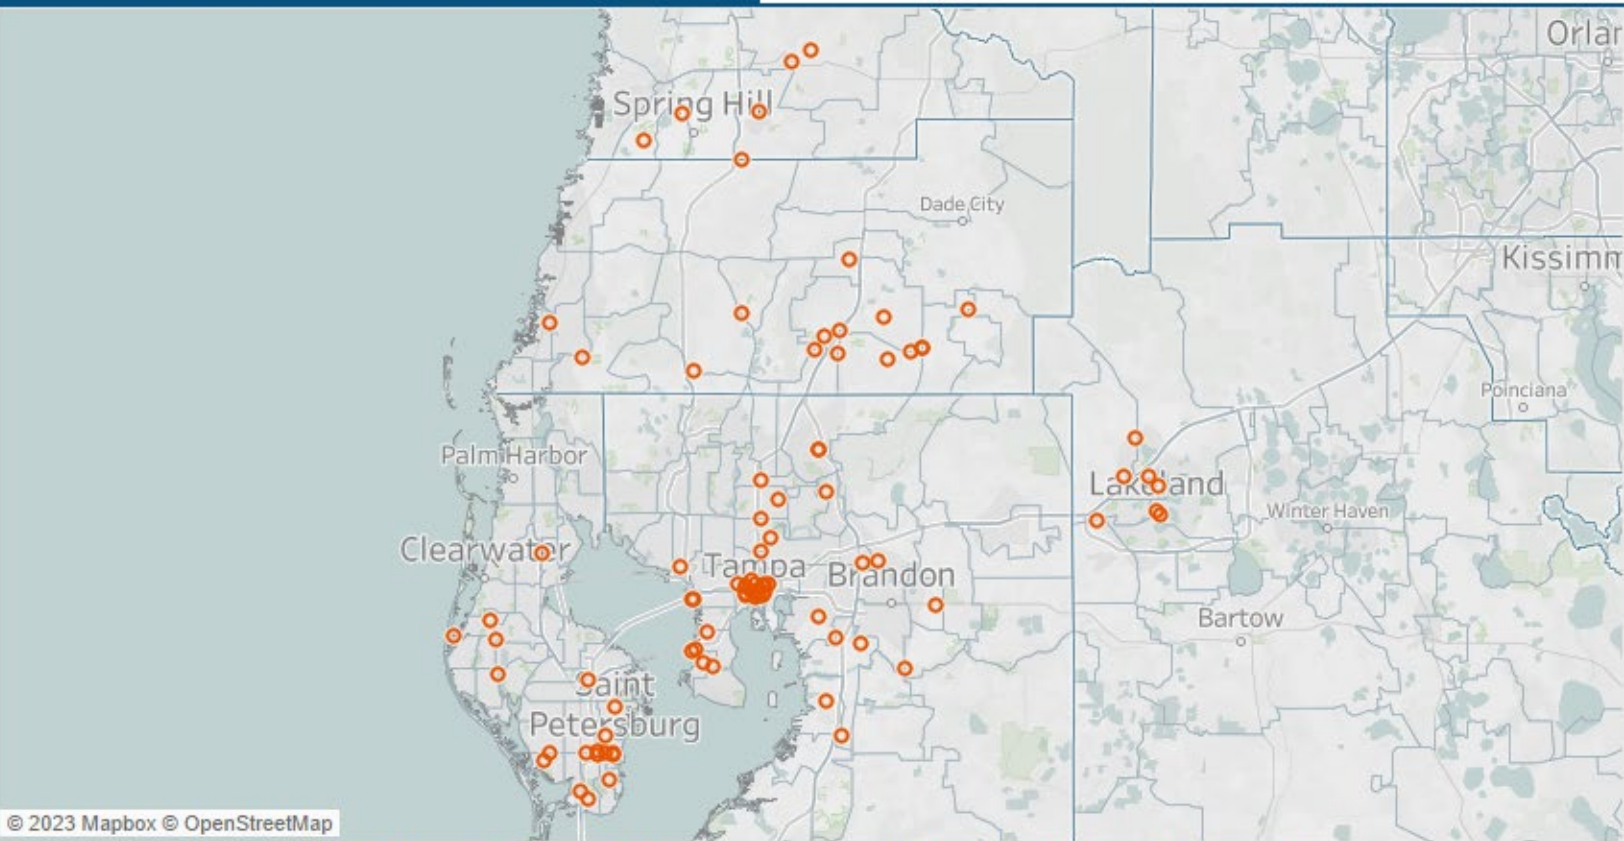 Orlar
Spring Hill
Dade City
Kissimm
Poinciana
Palm Harbor
Lakeland
Winter Haven
Clearwater
Tampa
Brandon
Bartow
Saint
Petersburg
© 2023 Mapbox © OpenStreetMap